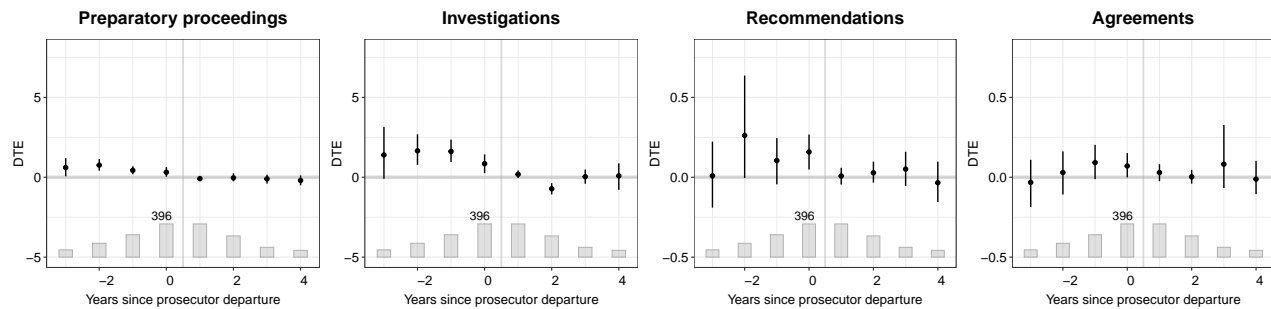 Preparatory proceedings
5
0
−5
DTE
396
−2
0
2
4
Years since prosecutor departure
Investigations
5
0
−5
DTE
396
−2
0
2
4
Years since prosecutor departure
Recommendations
0.5
0.0
−0.5
DTE
396
−2
0
2
4
Years since prosecutor departure
Agreements
0.5
0.0
−0.5
DTE
396
−2
0
2
4
Years since prosecutor departure